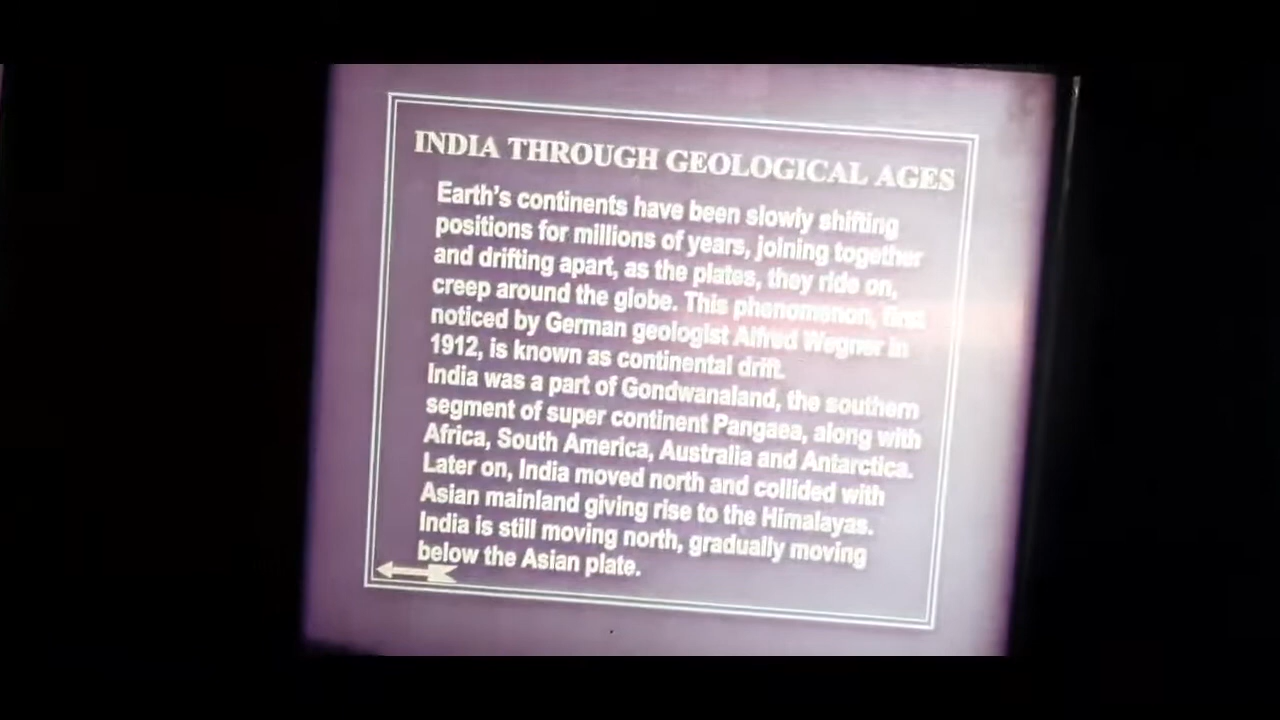 INDIA THROUGH GEOLOGICAL AGES
Earth's continents have been slowly shifting
positions for millions of years, joining together
and drifting apart, as the plates, they ride on,
creep around the globe. This phenomenon, first
noticed by German geologist Alfred Wegner in
1912, is known as continental drift.
India was a part of Gondwanaland, the southern
segment of super continent Pangaea, along with
Africa, South America, Australia and Antarctica.
Later on, India moved north and collided with
Asian mainland giving rise to the Himalayas.
India is still moving north, gradually moving
below the Asian plate.